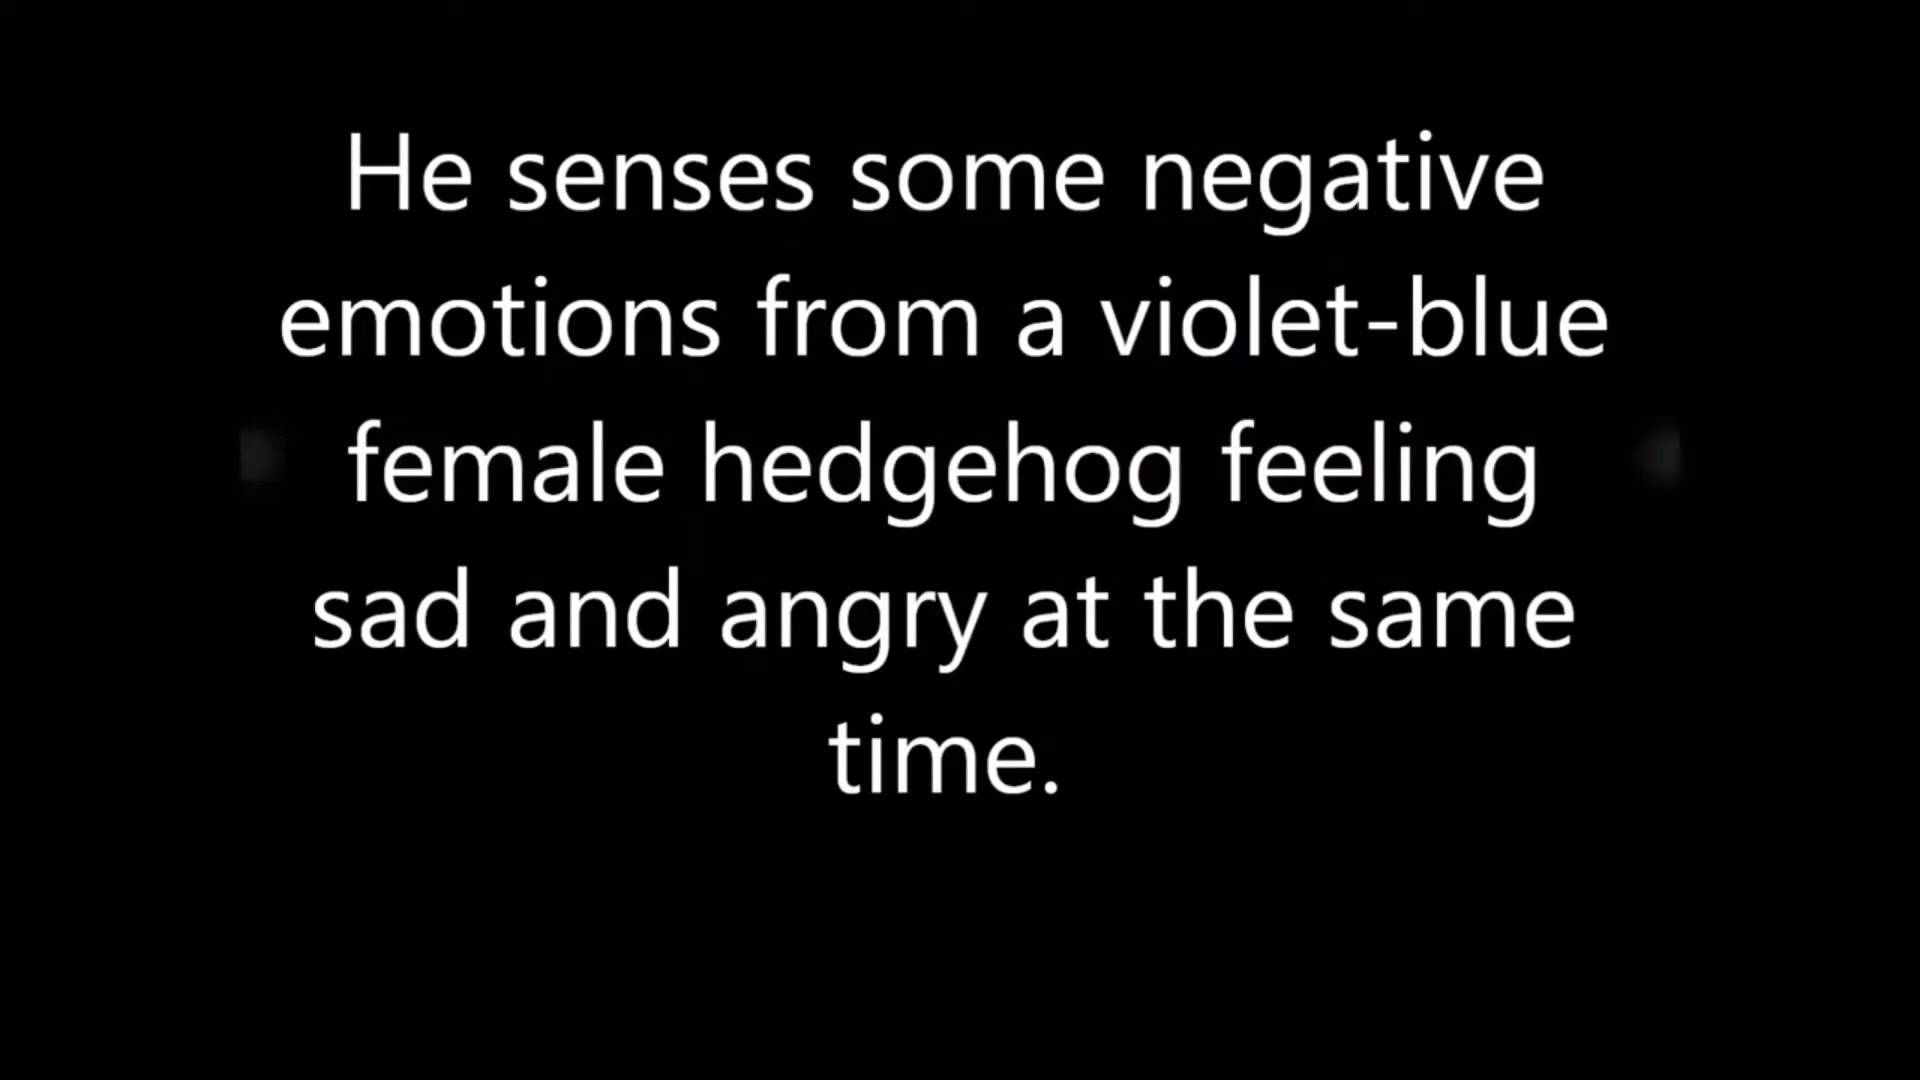 He senses some negative
emotions from a violet-blue
female hedgehog feeling
sad and angry at the same
time.